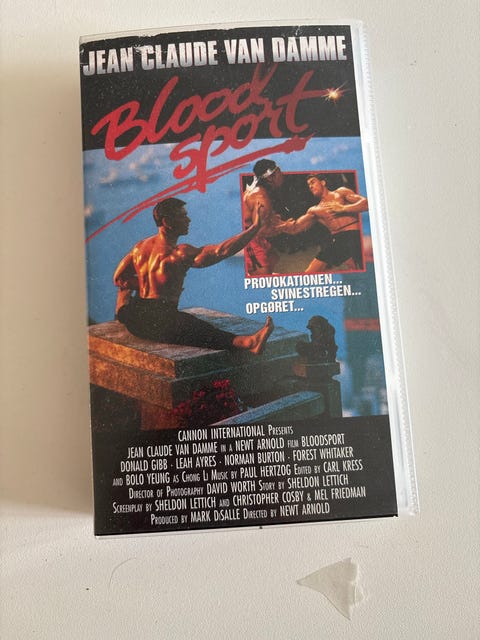 JEAN CLAUDE VAN DAMME
Blood
sport
PROVOKATIONEN...
SVINESTREGEN...
OPGØRET...
CANNON INTERNATIONAL PRESENTS
JEAN CLAUDE VAN DAMME IN A NEWT ARNOLD FILM BLOODSPORT
DONALD GIBB · LEAH AYRES · NORMAN BURTON · FOREST WHITAKER
AND BOLO YEUNG AS CHONG LI MUSIC BY PAUL HERTZOG EDITED BY CARL KRESS
DIRECTOR OF PHOTOGRAPHY DAVID WORTH STORY BY SHELDON LETTICH
SCREENPLAY BY SHELDON LETTICH AND CHRISTOPHER COSBY & MEL FRIEDMAN
PRODUCED BY MARK DiSALLE DIRECTED BY NEWT ARNOLD